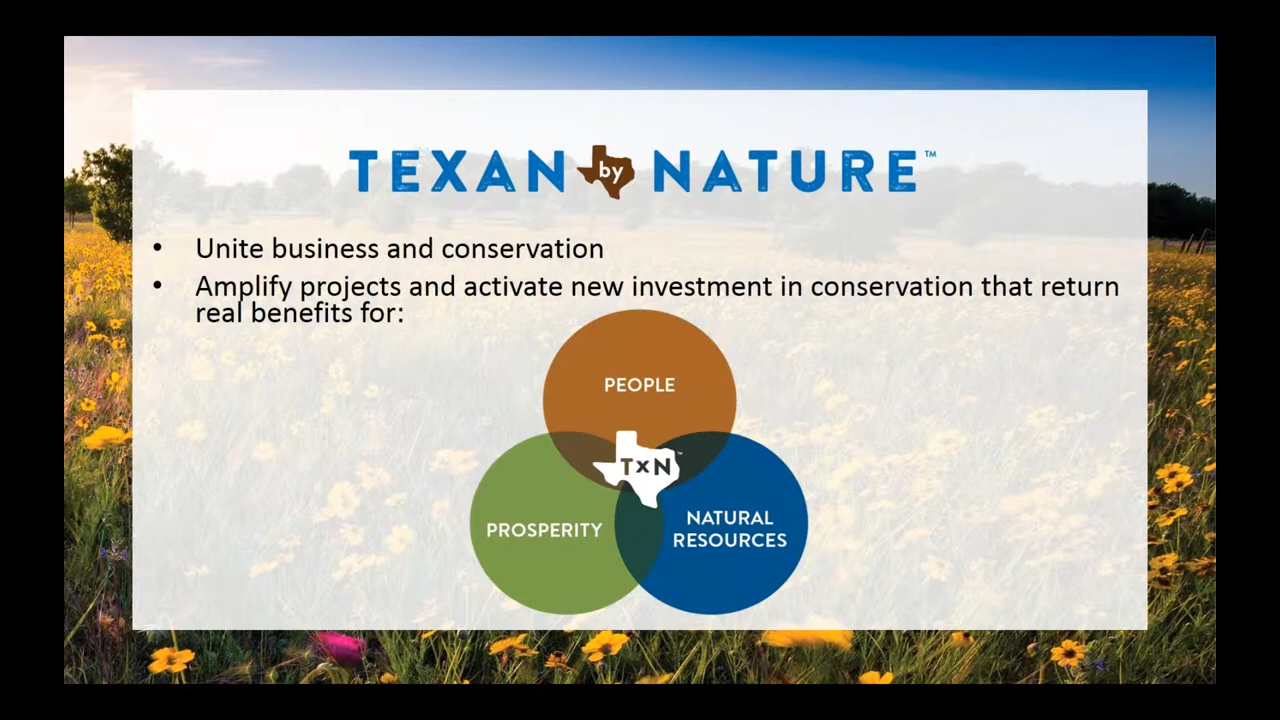 TEXAN by NATURE™
• Unite business and conservation
• Amplify projects and activate new investment in conservation that return
real benefits for:
PEOPLE
TxN™
PROSPERITY
NATURAL
RESOURCES